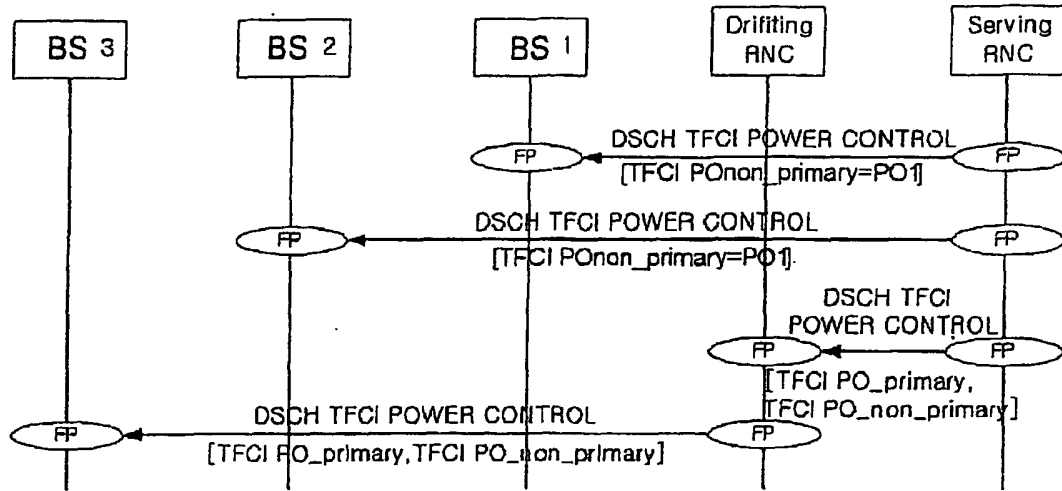 BS 3
BS 2
BS 1
Drifiting
RNC
Serving
RNC
DSCH TFCI POWER CONTROL
FP
FP
[TFCI POnon_primary=PO1]
DSCH TFCI POWER CONTROL
FP
FP
[TFCI POnon_primary=PO1].
DSCH TFCI
POWER CONTROL
FP
FP
[TFCI PO_primary,
TFCI PO_non_primary]
DSCH TFCI POWER CONTROL
FP
FP
[TFCI PO_primary,TFCI PO_non_primary]